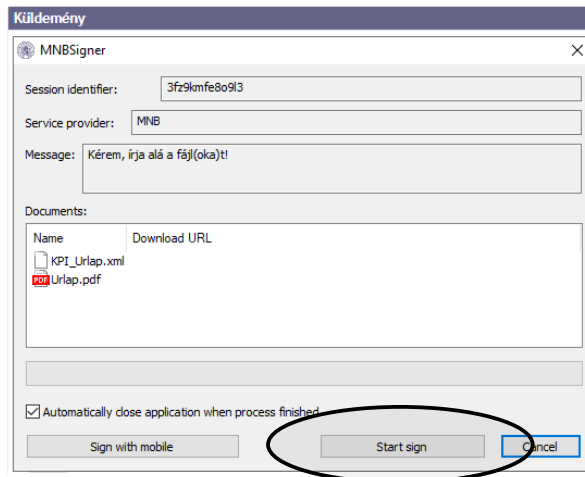 Küldemény
MNBSigner
Session identifier: 3fz9kmfe8o9l3
Service provider: MNB
Message: Kérem, írja alá a fájl(oka)t!
Documents:
Name Download URL
KPI_Urlap.xml
PDF Urlap.pdf
Automatically close application when process finished
Sign with mobile Start sign Cancel